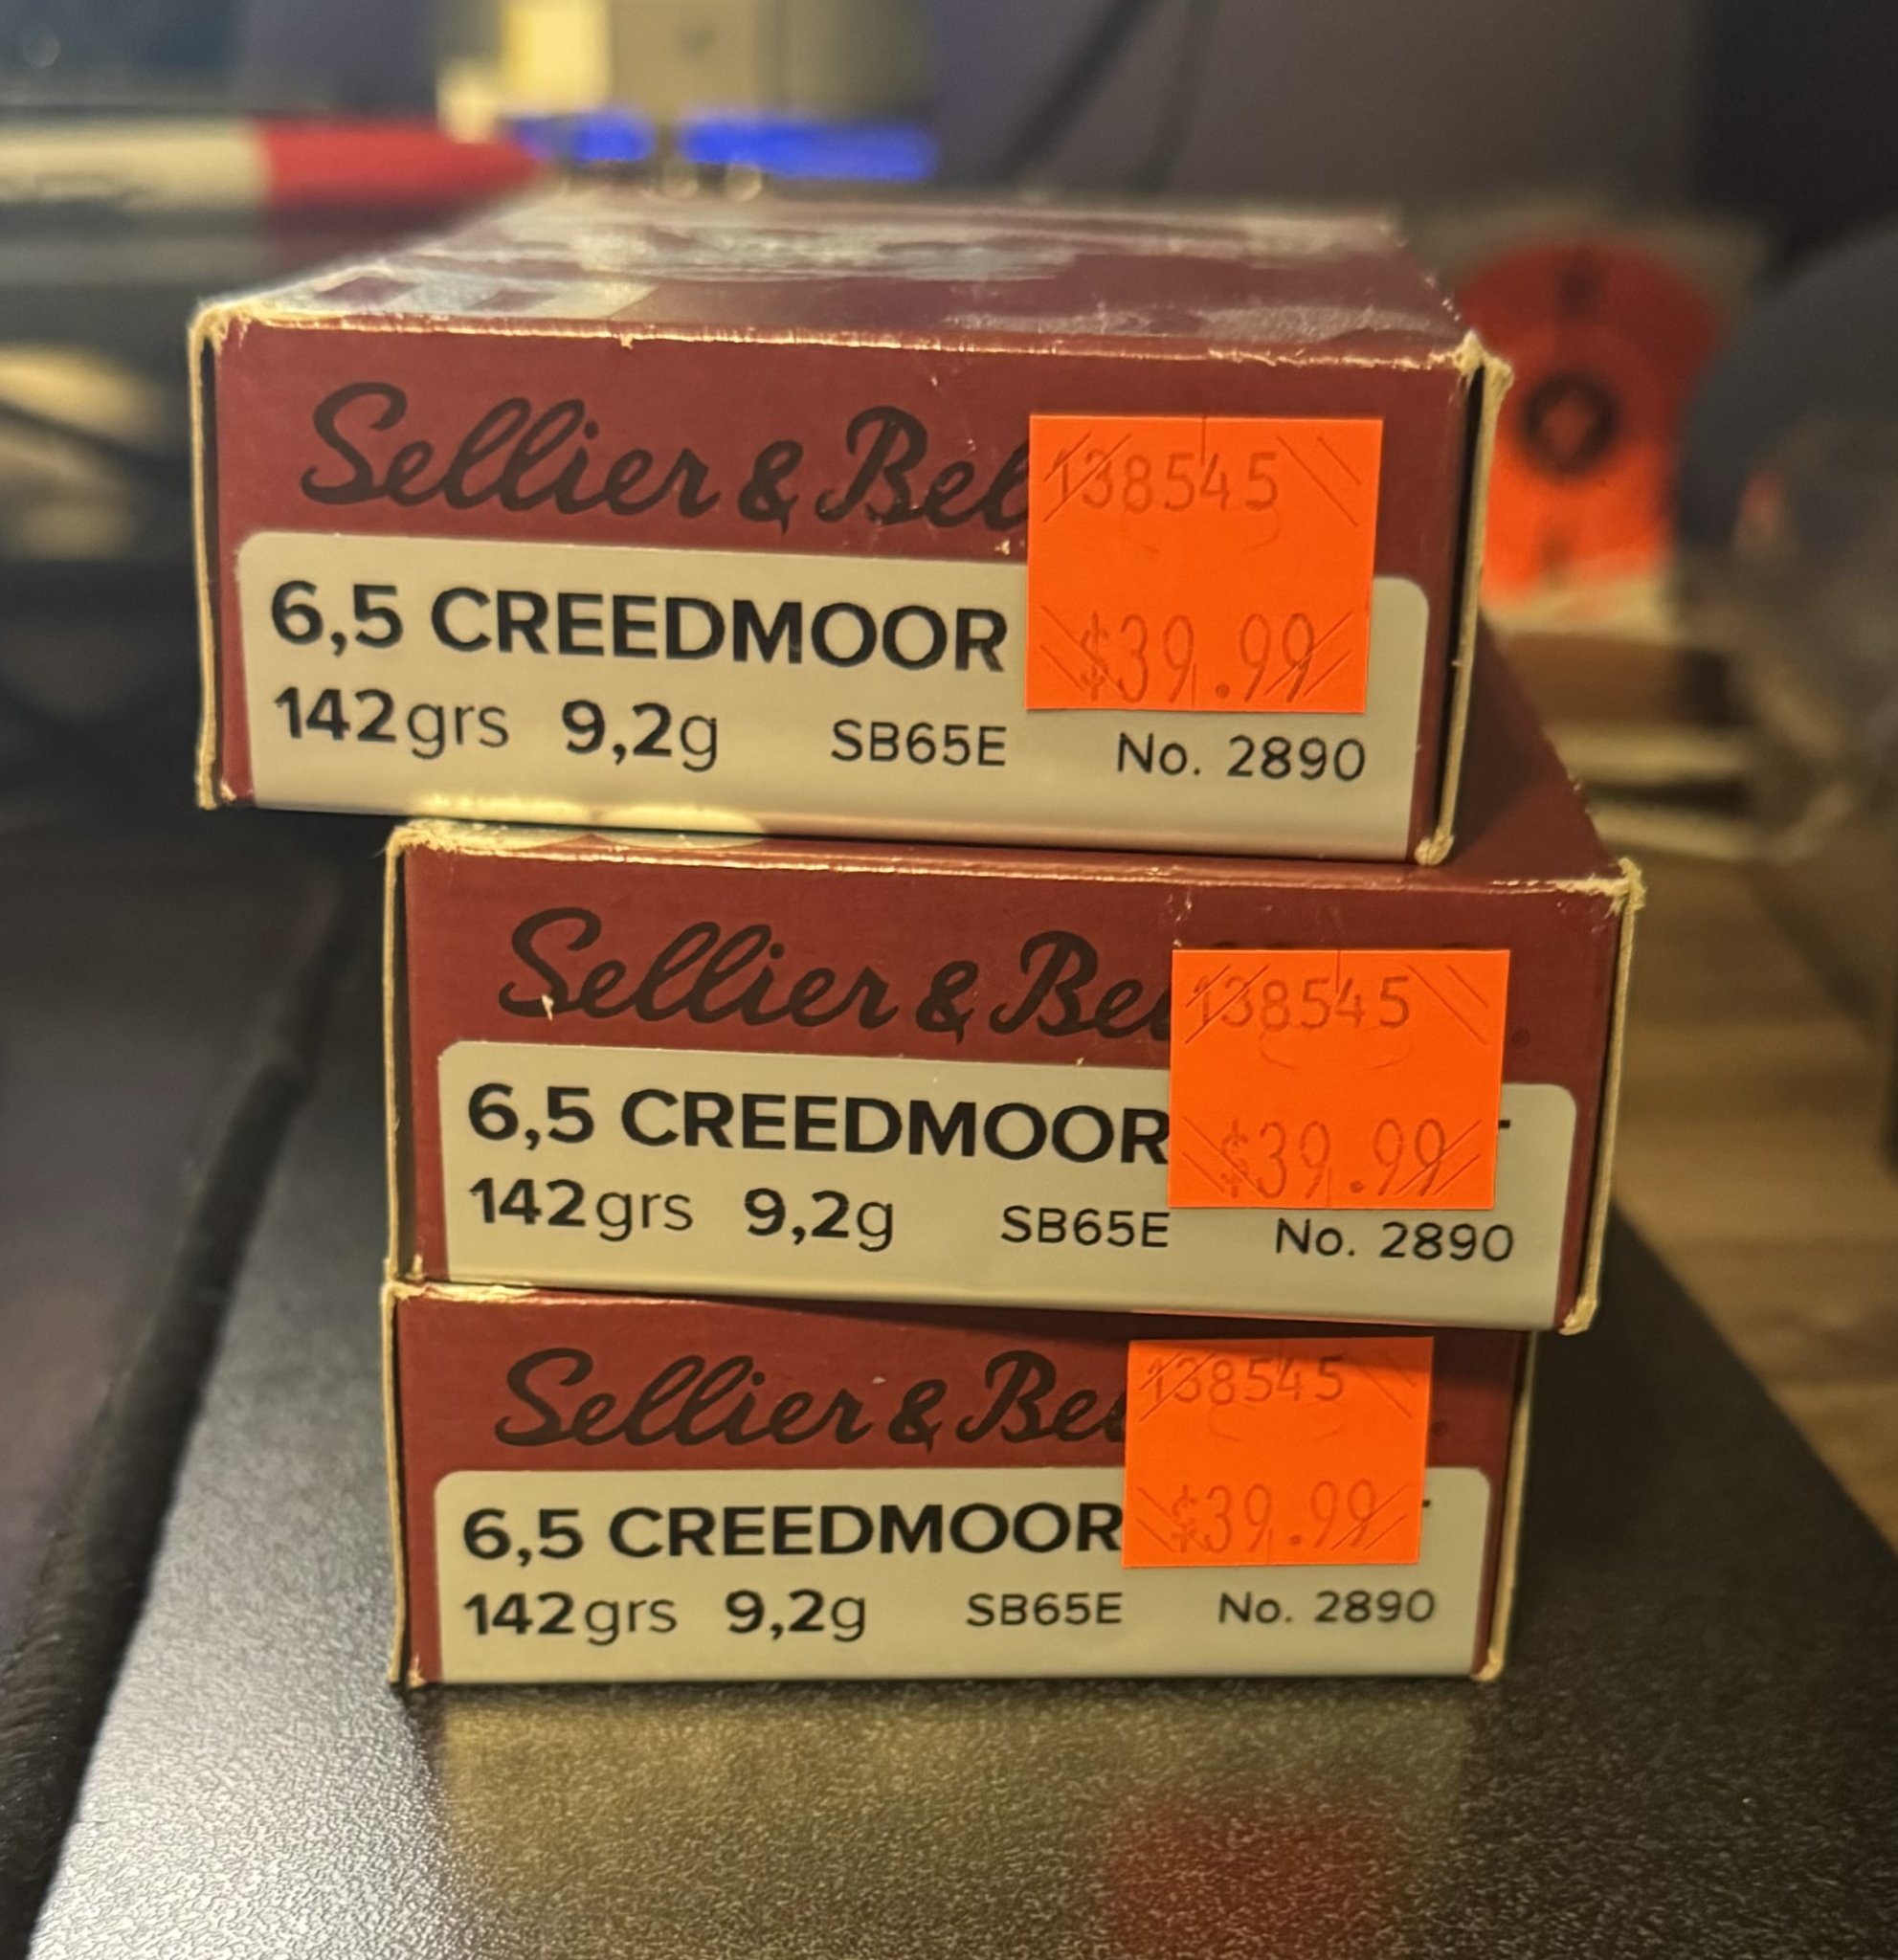 Sellier & Bel
138545
6,5 CREEDMOOR
$39.99
142grs 9,2g SB65E No. 2890
Sellier & Be
138545
6,5 CREEDMOOR
$39.99
142grs 9,2g SB65E No. 2890
Sellier & Be
138545
6,5 CREEDMOOR
$39.99
142grs 9,2g SB65E No. 2890